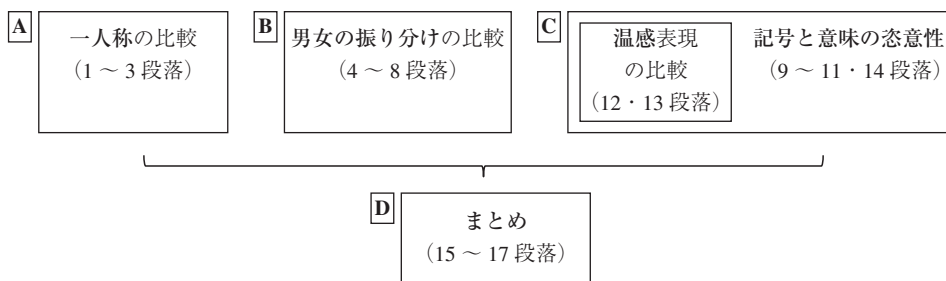 A
一人称の比較
（1 ～ 3 段落）
B
男女の振り分けの比較
（4 ～ 8 段落）
C
温感表現
の比較
（12・13 段落）
記号と意味の恣意性
（9 ～ 11・14 段落）
D
まとめ
（15 ～ 17 段落）